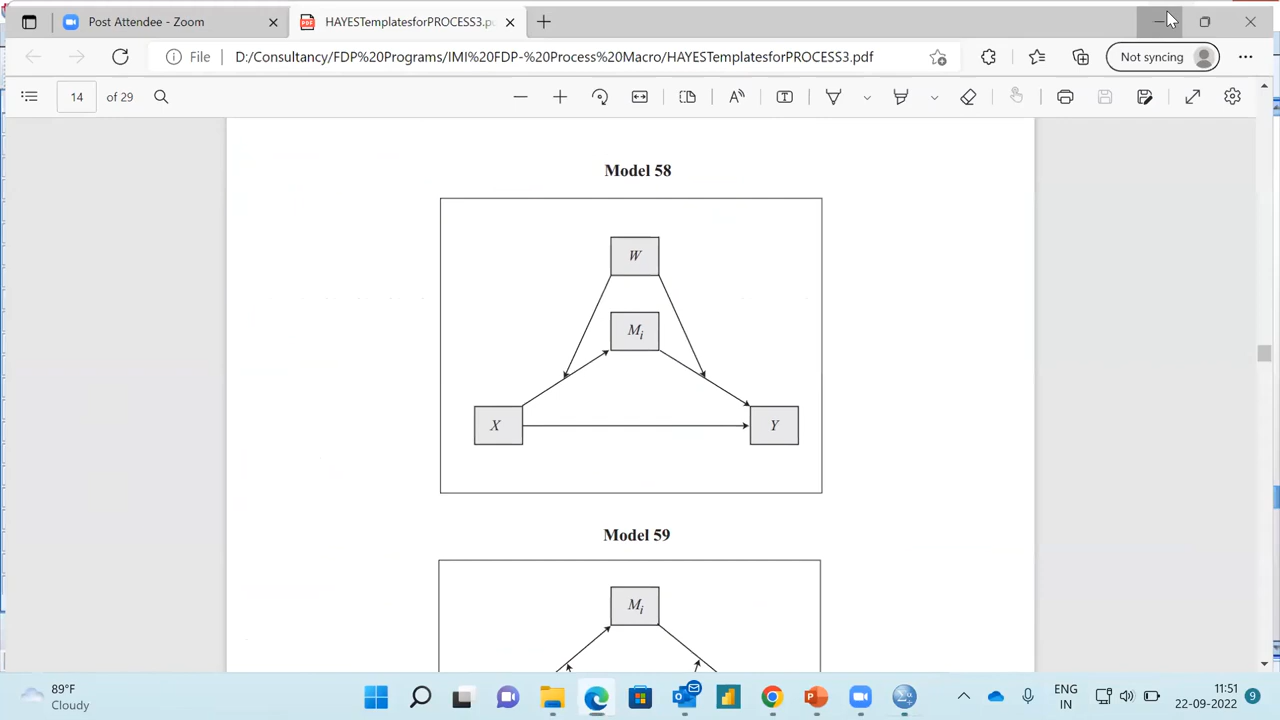 Post Attendee - Zoom
HAYESTemplatesforPROCESS3.p
File
D:/Consultancy/FDP%20Programs/IMI%20FDP-%20Process%20Macro/HAYESTemplatesforPROCESS3.pdf
Not syncing
14 of 29
Model 58
W
Mi
X
Y
Model 59
Mi
89°F
Cloudy
ENG
IN
11:51
22-09-2022
9